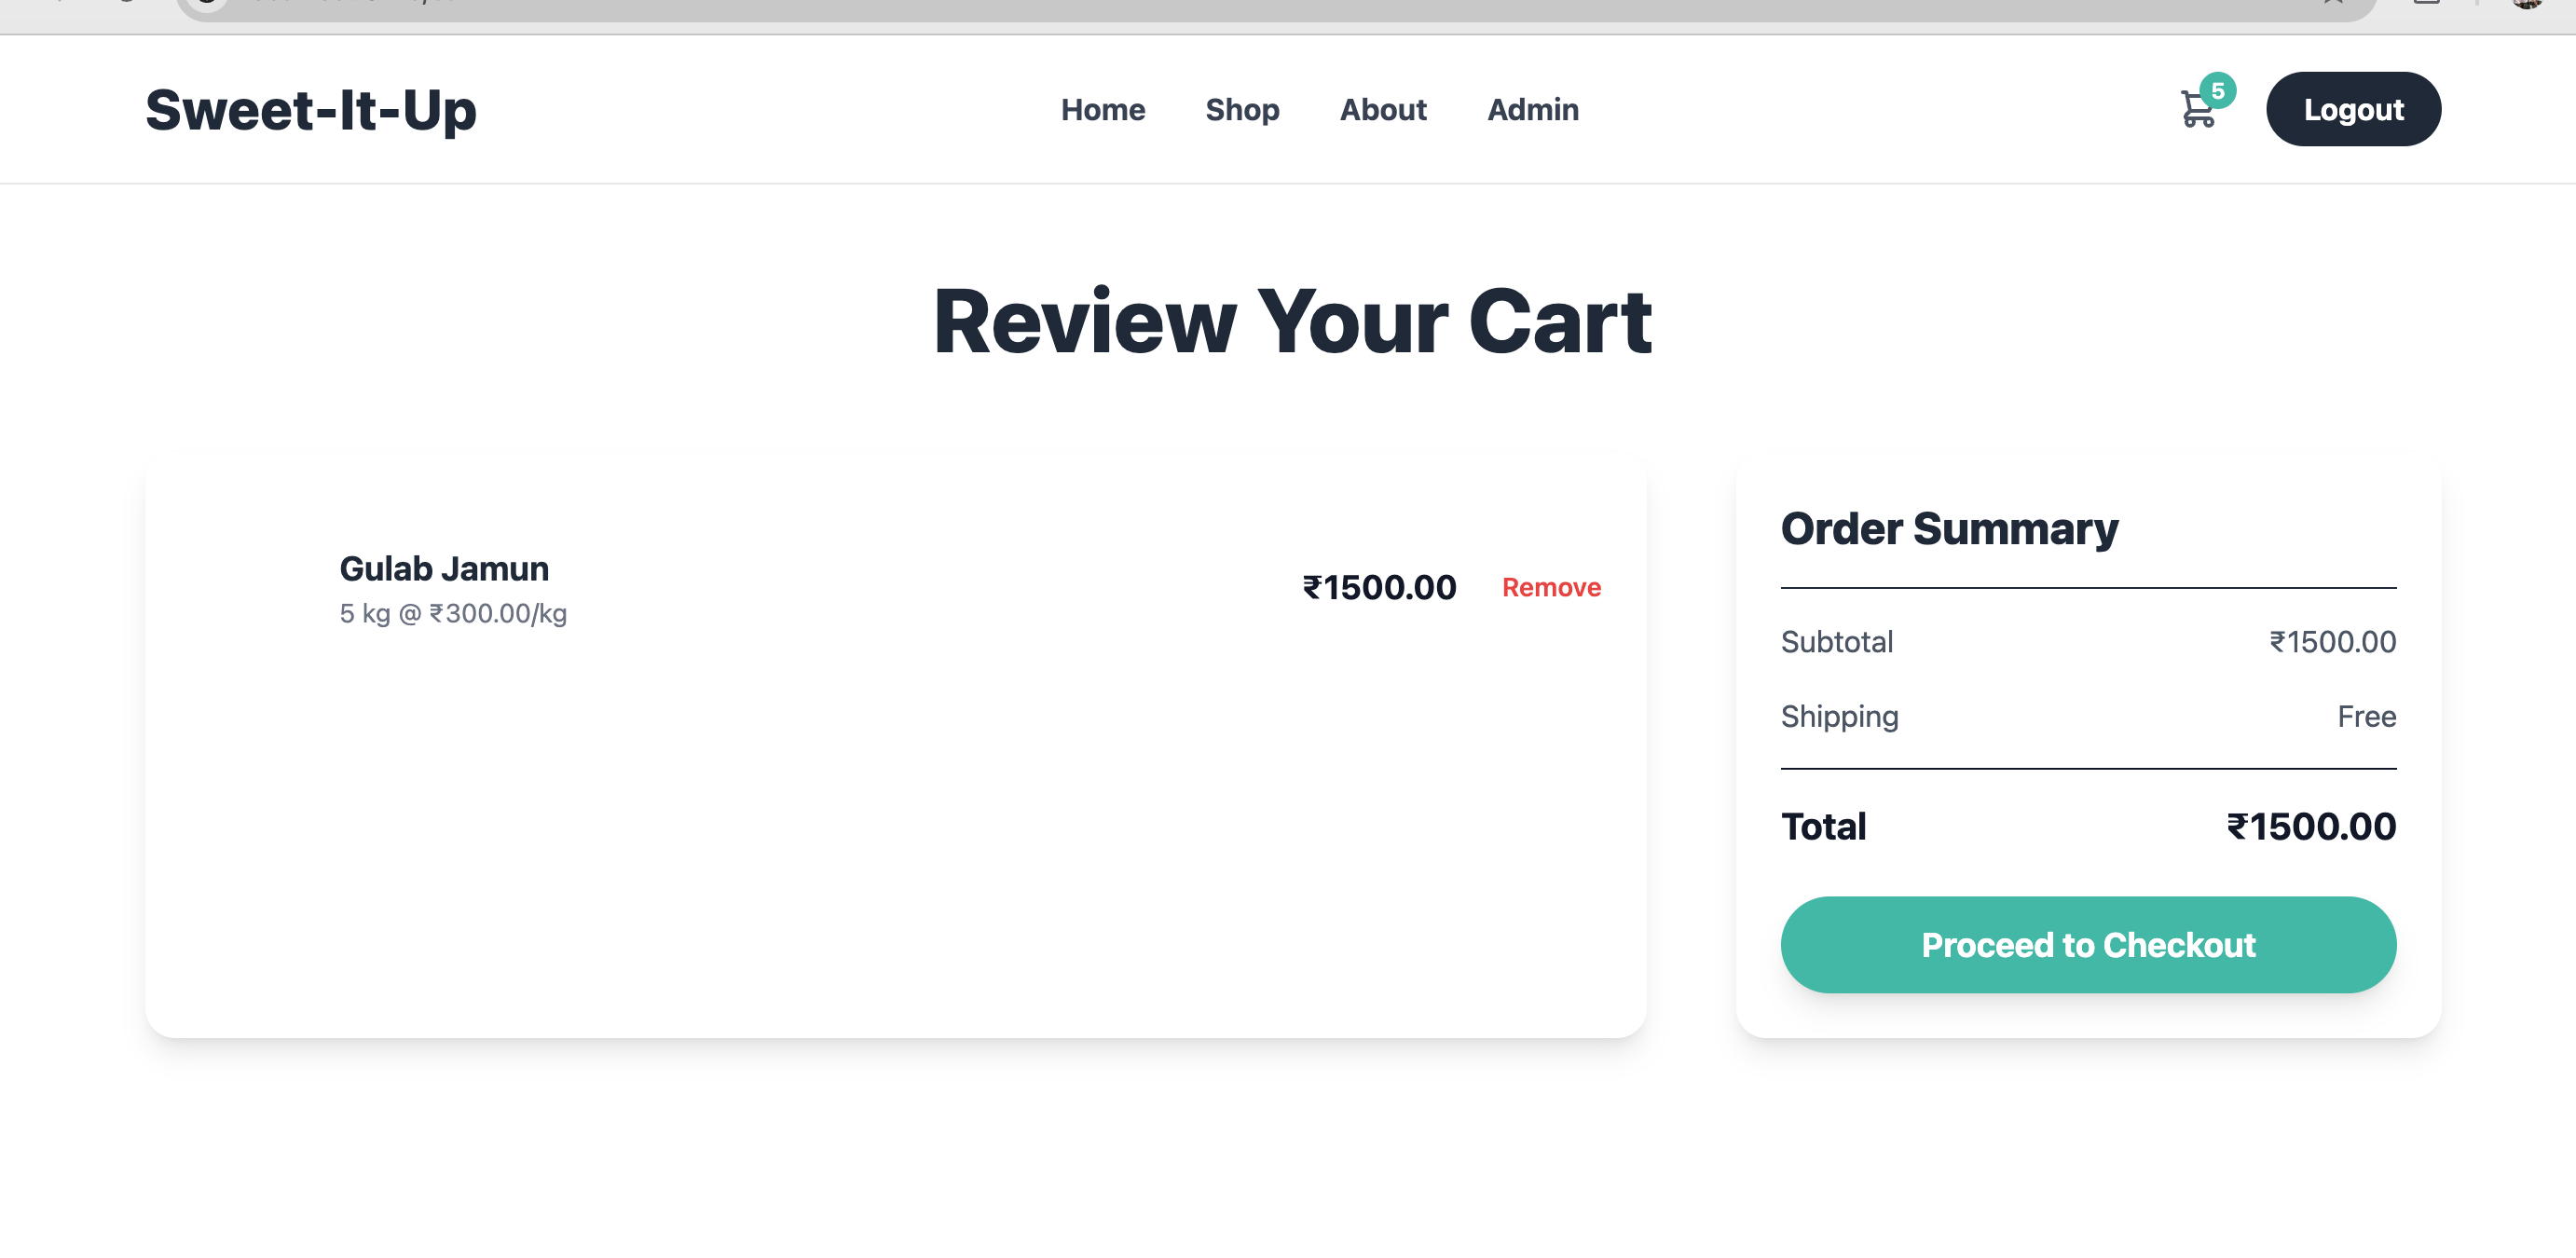 Sweet-It-Up
Home Shop About Admin
5
Logout
Review Your Cart
Gulab Jamun
5 kg @ ₹300.00/kg
₹1500.00 Remove
Order Summary
Subtotal ₹1500.00
Shipping Free
Total ₹1500.00
Proceed to Checkout